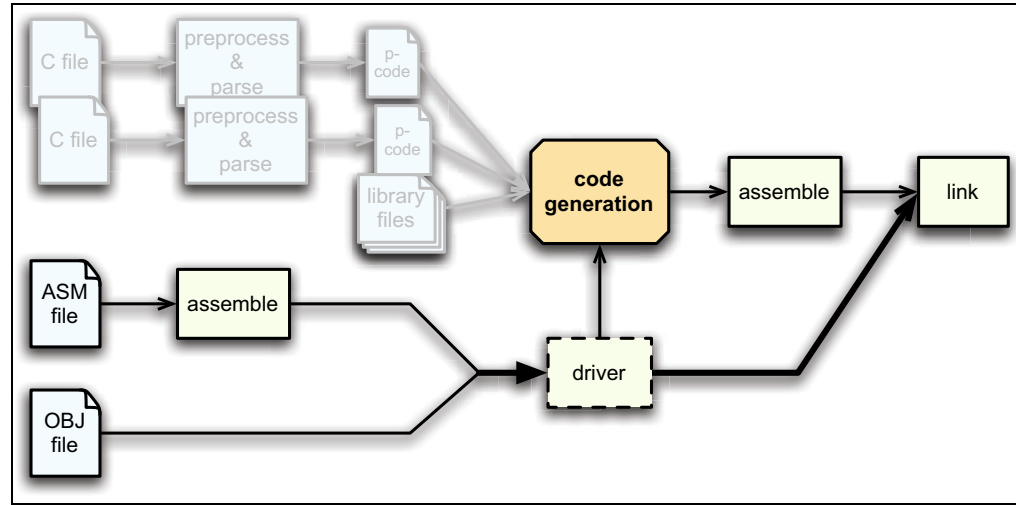 C file
preprocess
&
parse
p-
code
C file
preprocess
&
parse
p-
code
library
files
code
generation
assemble
link
ASM
file
assemble
driver
OBJ
file